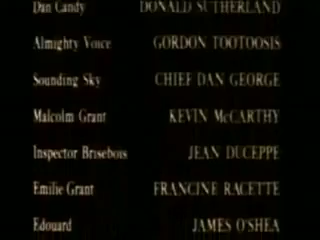 Dan Candy DONALD SUTHERLAND
Almighty Voice GORDON TOOTOOSIS
Sounding Sky CHIEF DAN GEORGE
Malcolm Grant KEVIN McCARTHY
Inspector Brisebois JEAN DUCEPPE
Emilie Grant FRANCINE RACETTE
Edouard JAMES O'SHEA